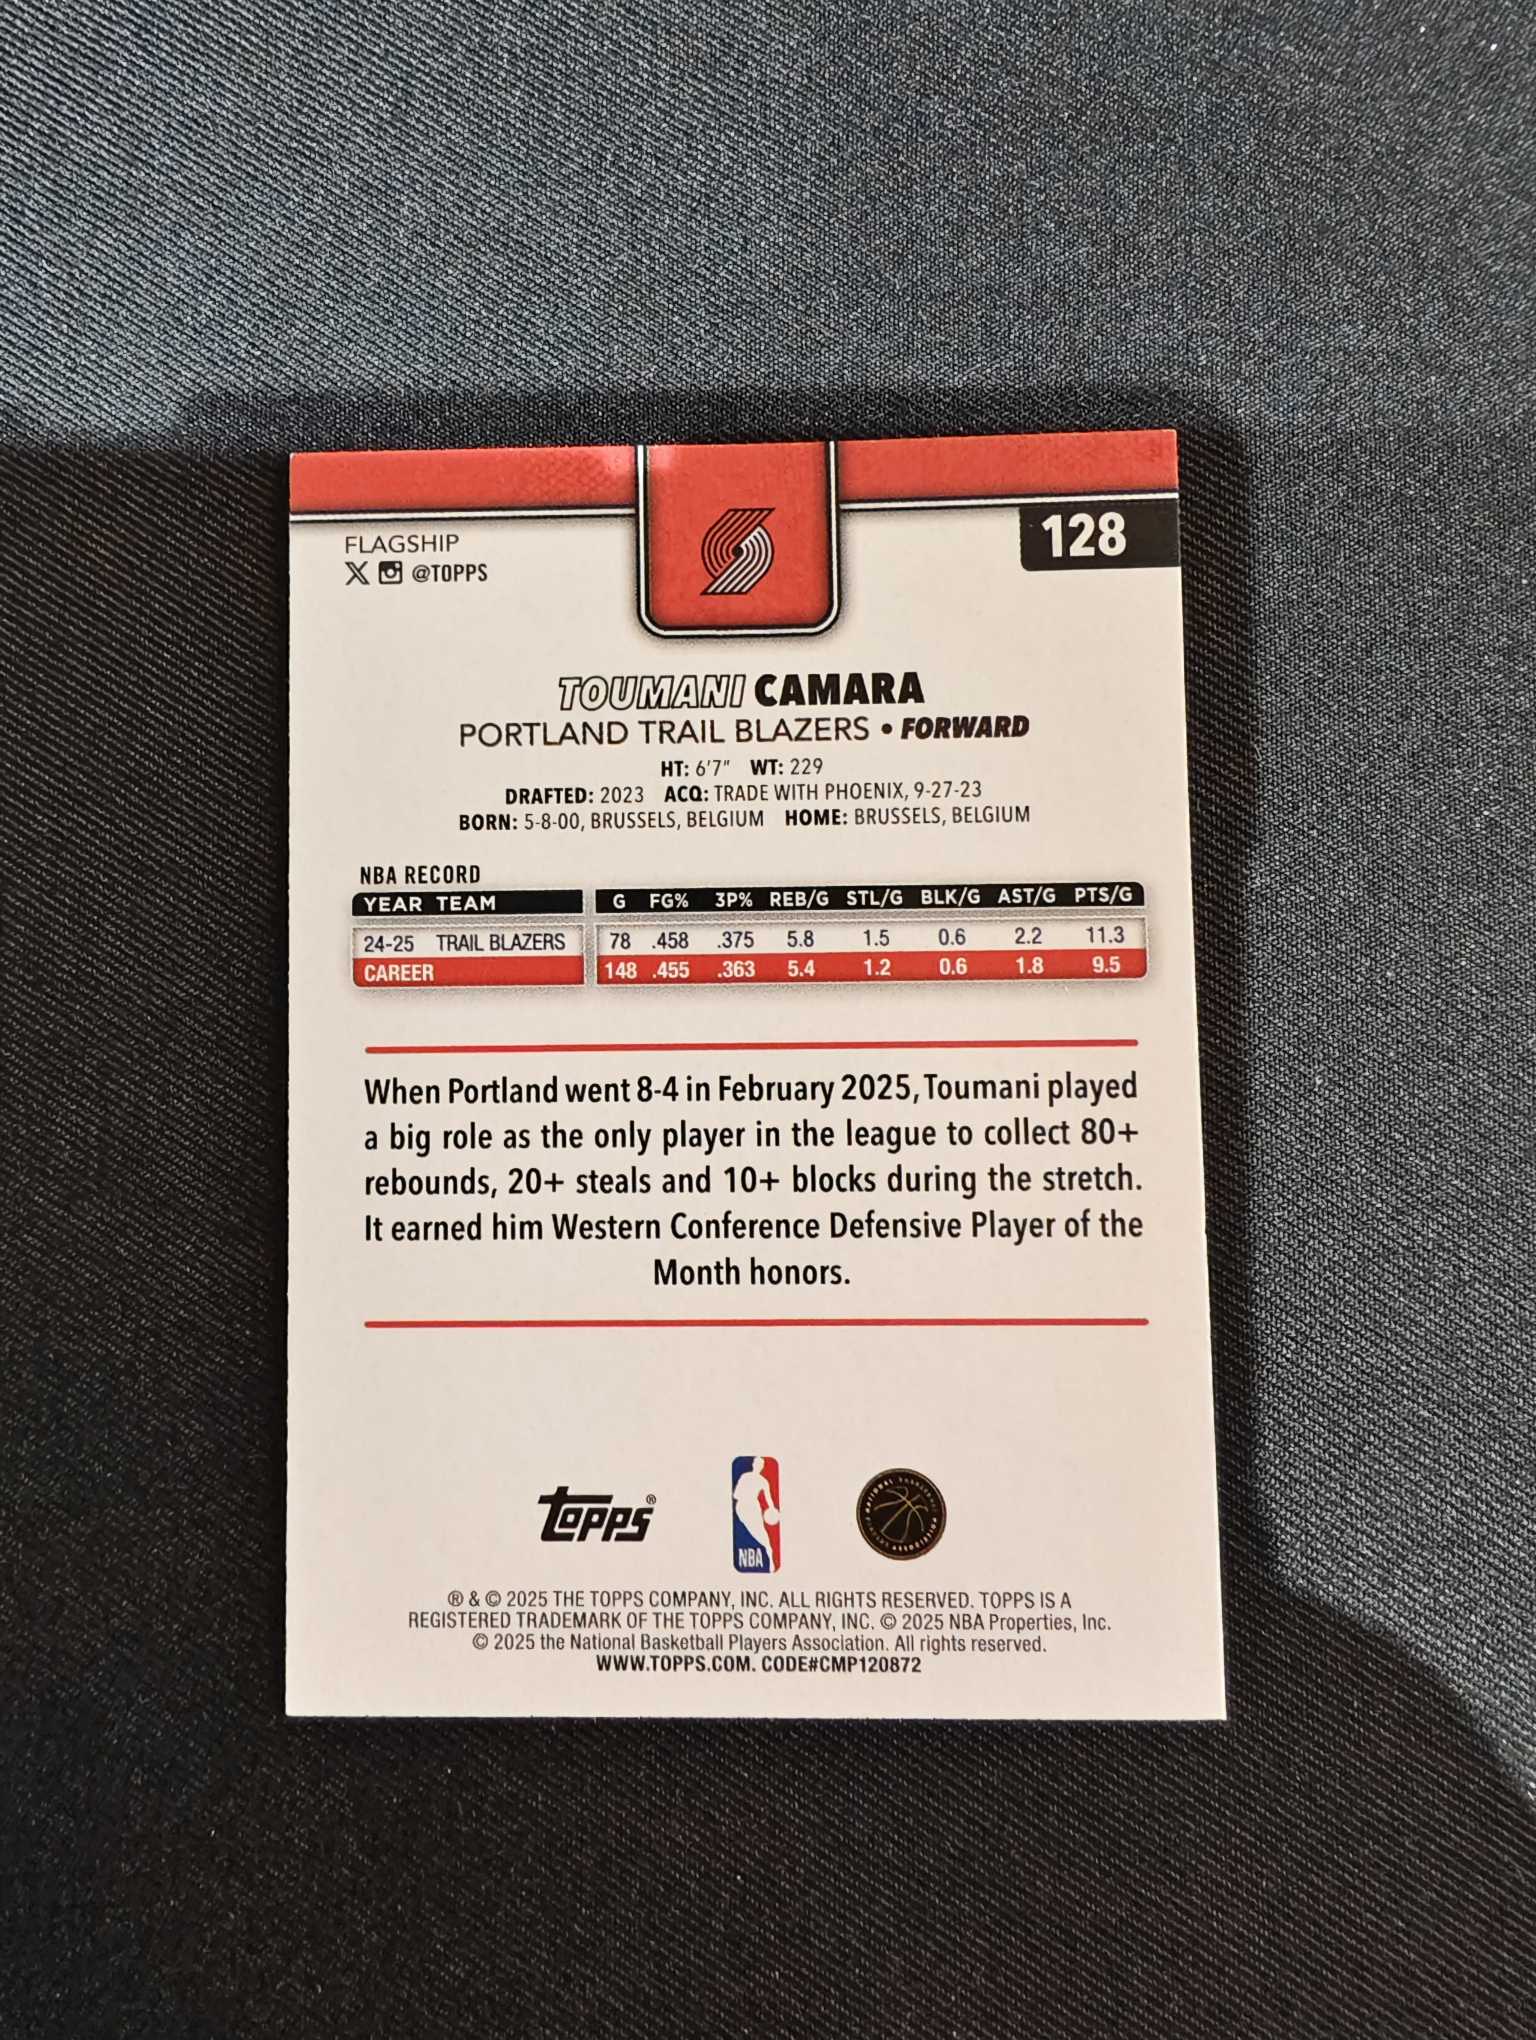 128
FLAGSHIP
@TOPPS
TOUMANI CAMARA
PORTLAND TRAIL BLAZERS • FORWARD
HT: 6'7" WT: 229
DRAFTED: 2023 ACQ: TRADE WITH PHOENIX, 9-27-23
BORN: 5-8-00, BRUSSELS, BELGIUM HOME: BRUSSELS, BELGIUM
NBA RECORD
YEAR TEAM G FG% 3P% REB/G STL/G BLK/G AST/G PTS/G
24-25 TRAIL BLAZERS 78 .458 .375 5.8 1.5 0.6 2.2 11.3
CAREER 148 .455 .363 5.4 1.2 0.6 1.8 9.5
When Portland went 8-4 in February 2025, Toumani played
a big role as the only player in the league to collect 80+
rebounds, 20+ steals and 10+ blocks during the stretch.
It earned him Western Conference Defensive Player of the
Month honors.
Topps®
NBA
NATIONAL BASKETBALL PLAYERS ASSOCIATION
® & © 2025 THE TOPPS COMPANY, INC. ALL RIGHTS RESERVED. TOPPS IS A
REGISTERED TRADEMARK OF THE TOPPS COMPANY, INC. © 2025 NBA Properties, Inc.
© 2025 the National Basketball Players Association. All rights reserved.
WWW.TOPPS.COM. CODE#CMP120872